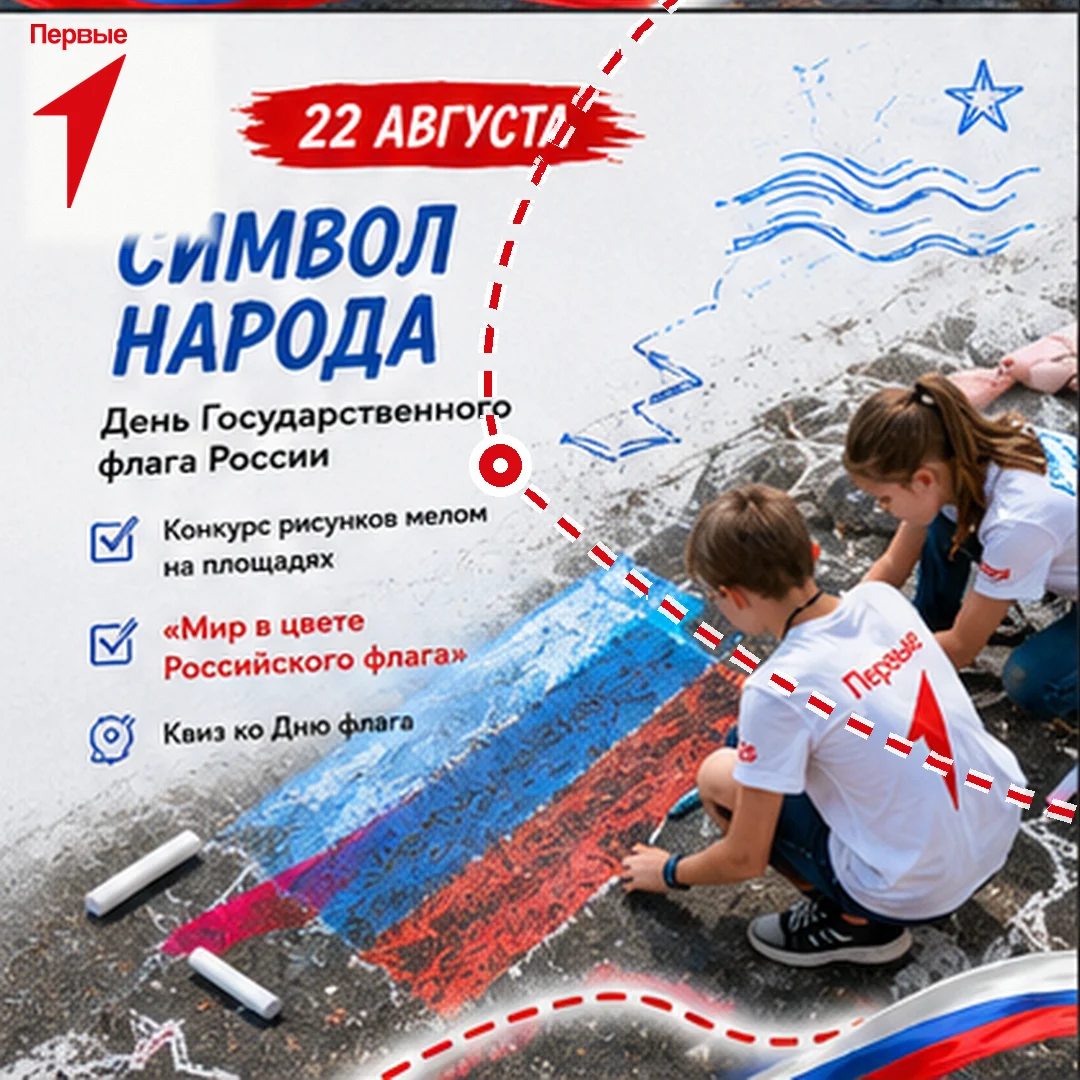 Первые
22 АВГУСТА
СИМВОЛ
НАРОДА
День Государственного
флага России
Конкурс рисунков мелом
на площадях
«Мир в цвете
Российского флага»
Квиз ко Дню флага
Первые